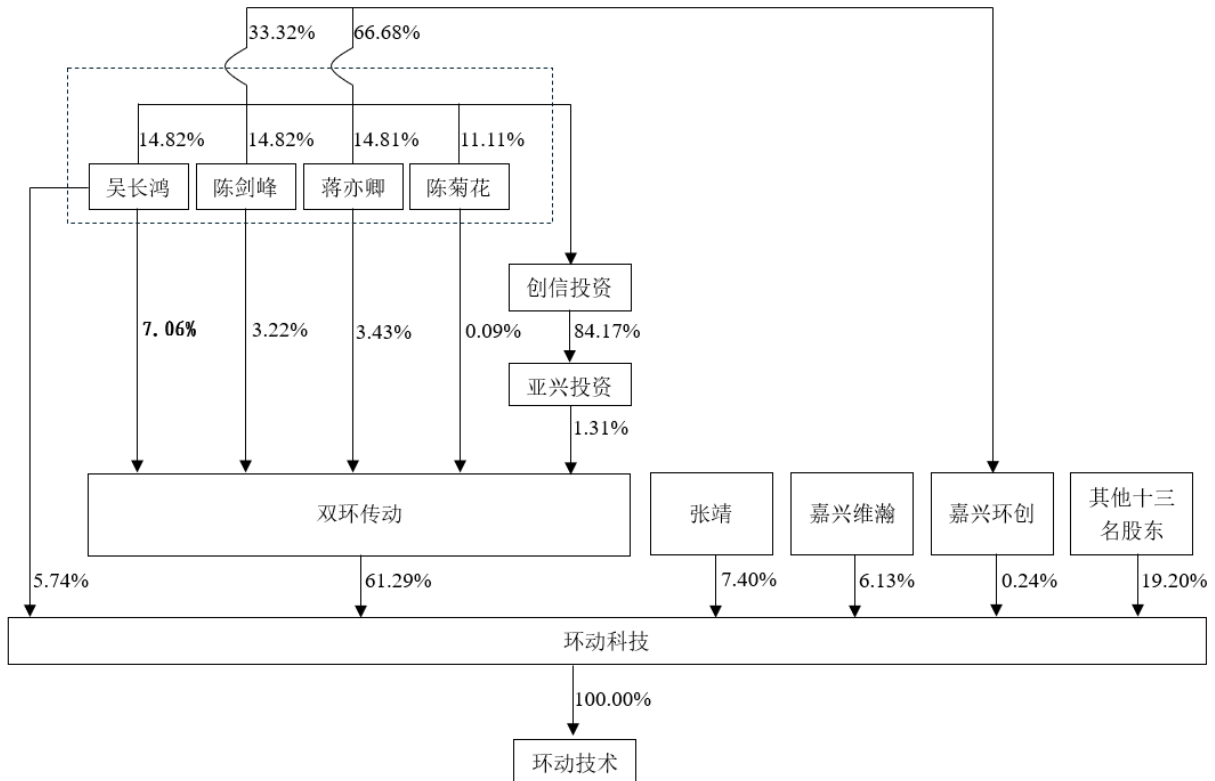 33.32%
66.68%
14.82%
14.82%
14.81%
11.11%
吴长鸿
陈剑峰
蒋亦卿
陈菊花
创信投资
7.06%
3.22%
3.43%
0.09%
84.17%
亚兴投资
1.31%
双环传动
张靖
嘉兴维瀚
嘉兴环创
其他十三
名股东
5.74%
61.29%
7.40%
6.13%
0.24%
19.20%
环动科技
100.00%
环动技术